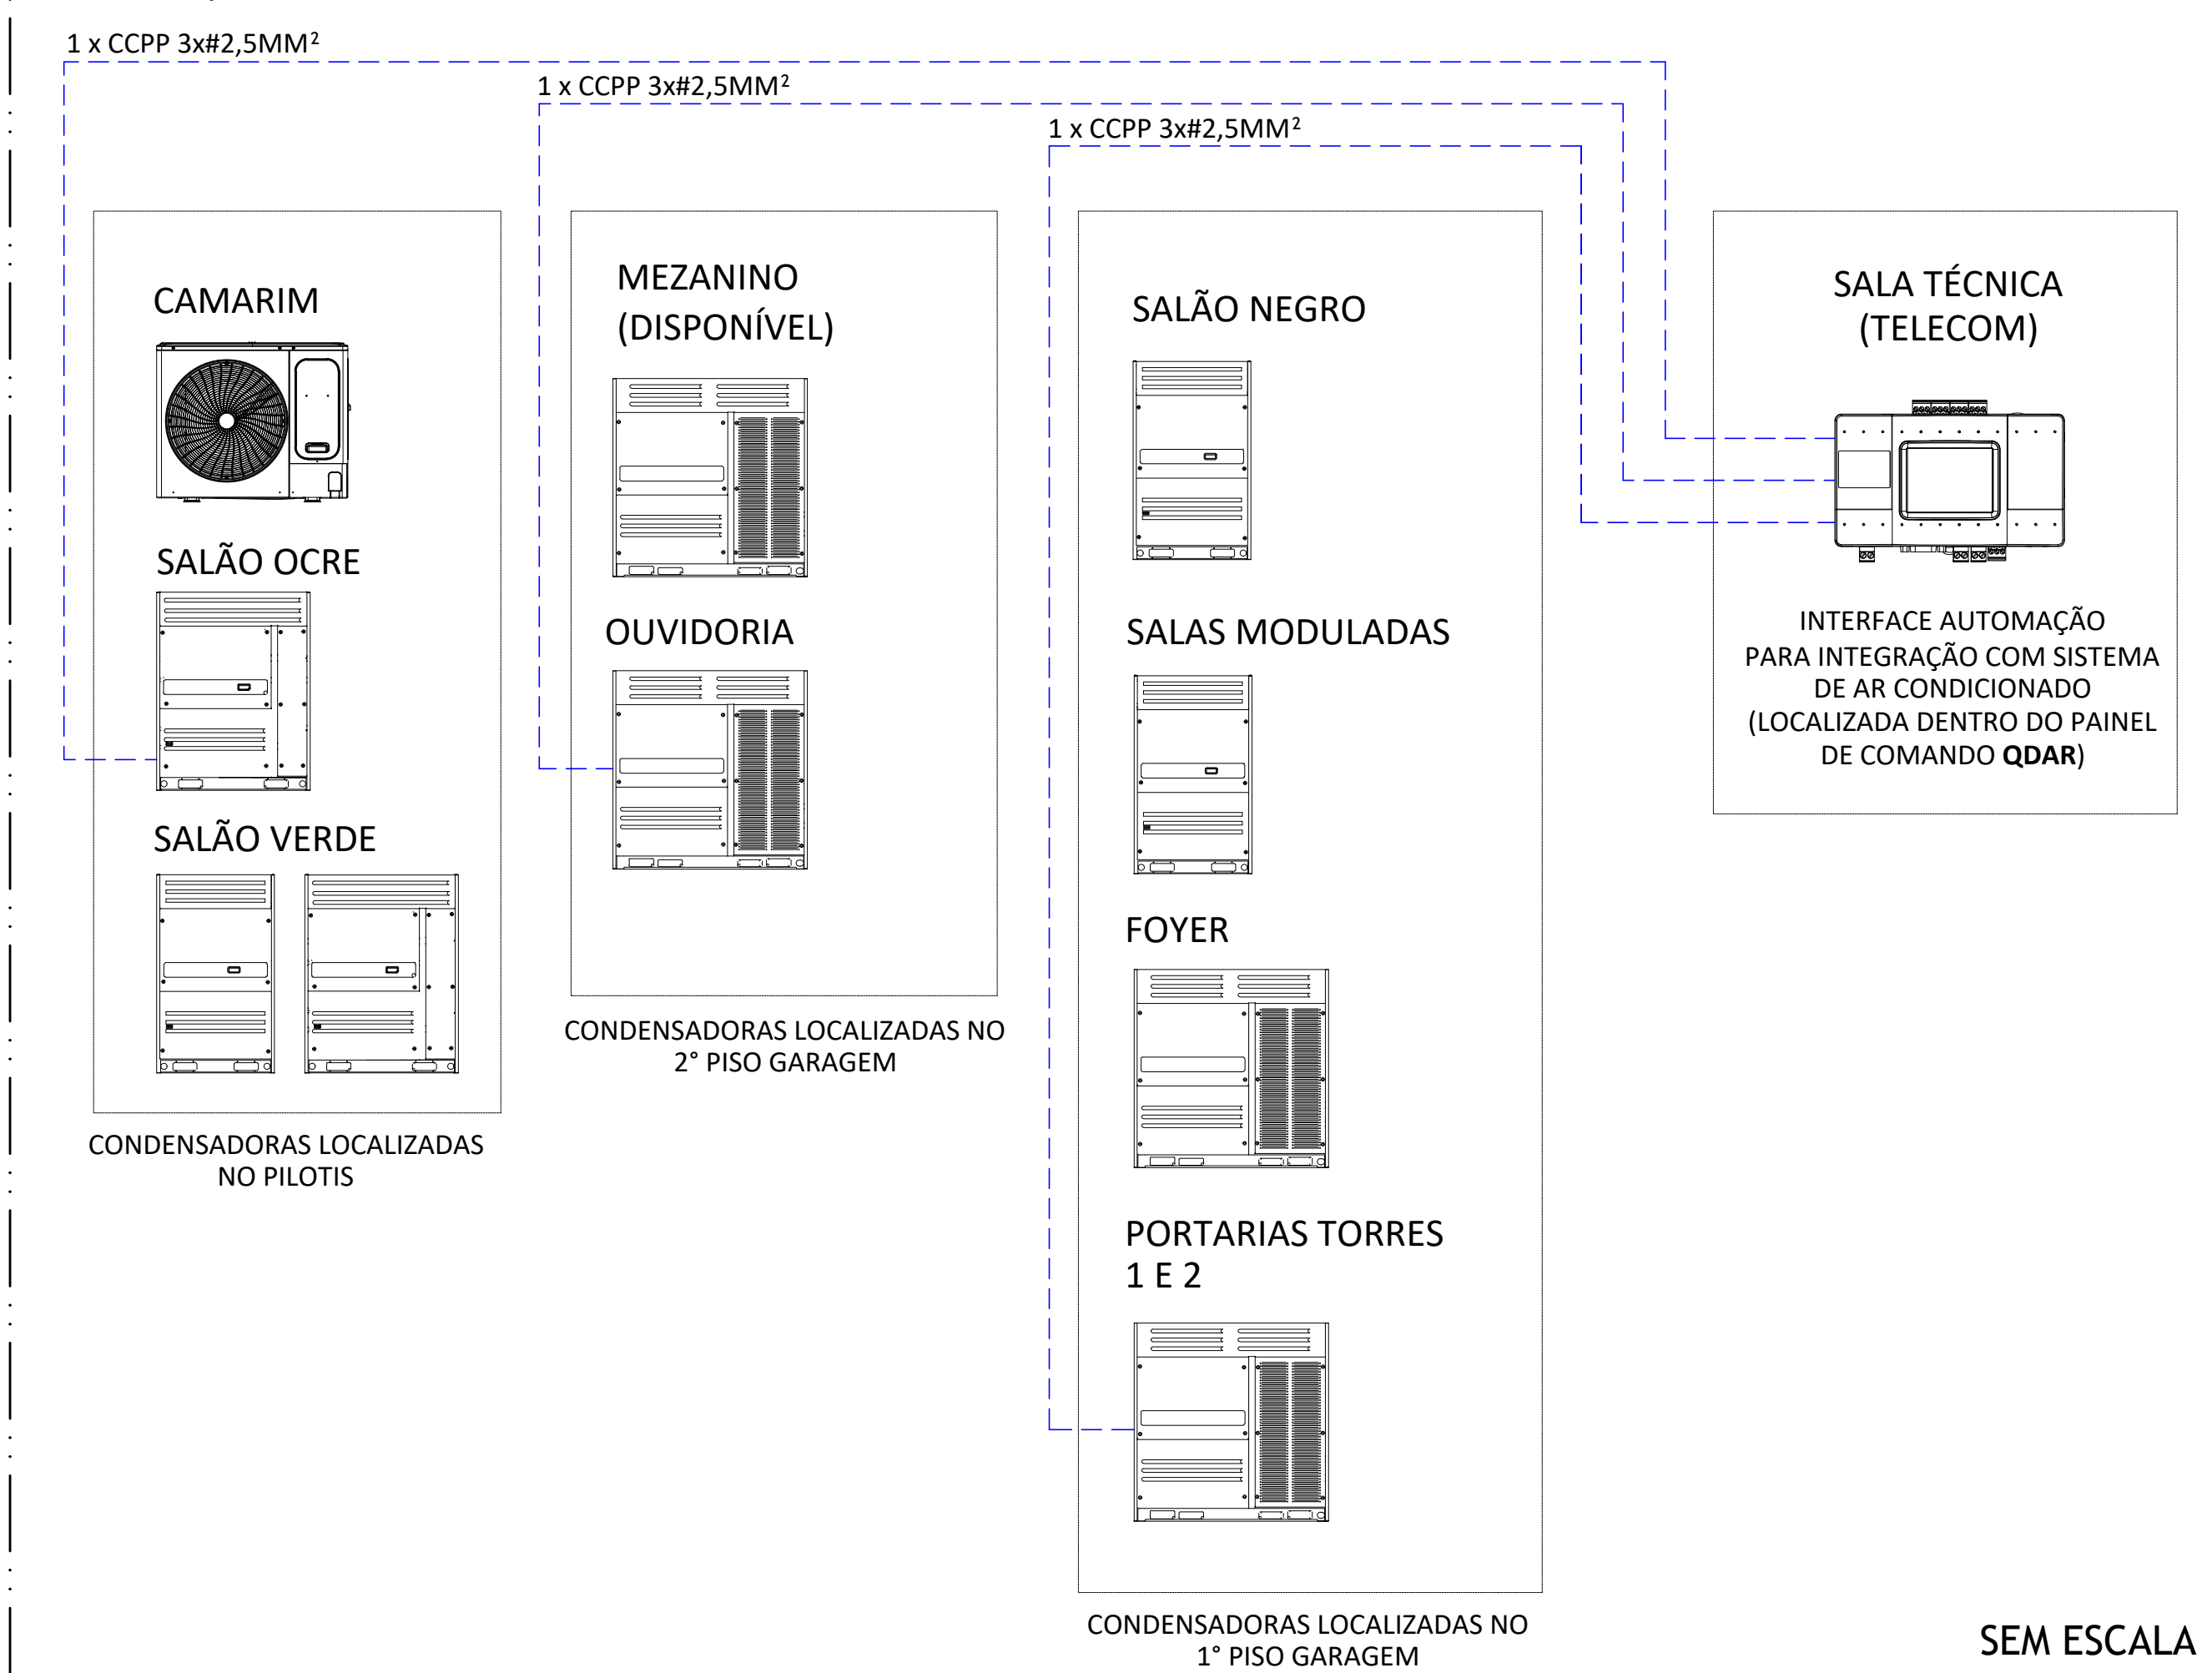 1 x CCPP 3x#2,5MM²
1 x CCPP 3x#2,5MM²
1 x CCPP 3x#2,5MM²
CAMARIM
SALÃO OCRE
SALÃO VERDE
CONDENSADORAS LOCALIZADAS
NO PILOTIS
MEZANINO
(DISPONÍVEL)
OUVIDORIA
CONDENSADORAS LOCALIZADAS NO
2° PISO GARAGEM
SALÃO NEGRO
SALAS MODULADAS
FOYER
PORTARIAS TORRES
1 E 2
CONDENSADORAS LOCALIZADAS NO
1° PISO GARAGEM
SALA TÉCNICA
(TELECOM)
INTERFACE AUTOMAÇÃO
PARA INTEGRAÇÃO COM SISTEMA
DE AR CONDICIONADO
(LOCALIZADA DENTRO DO PAINEL
DE COMANDO QDAR)
SEM ESCALA